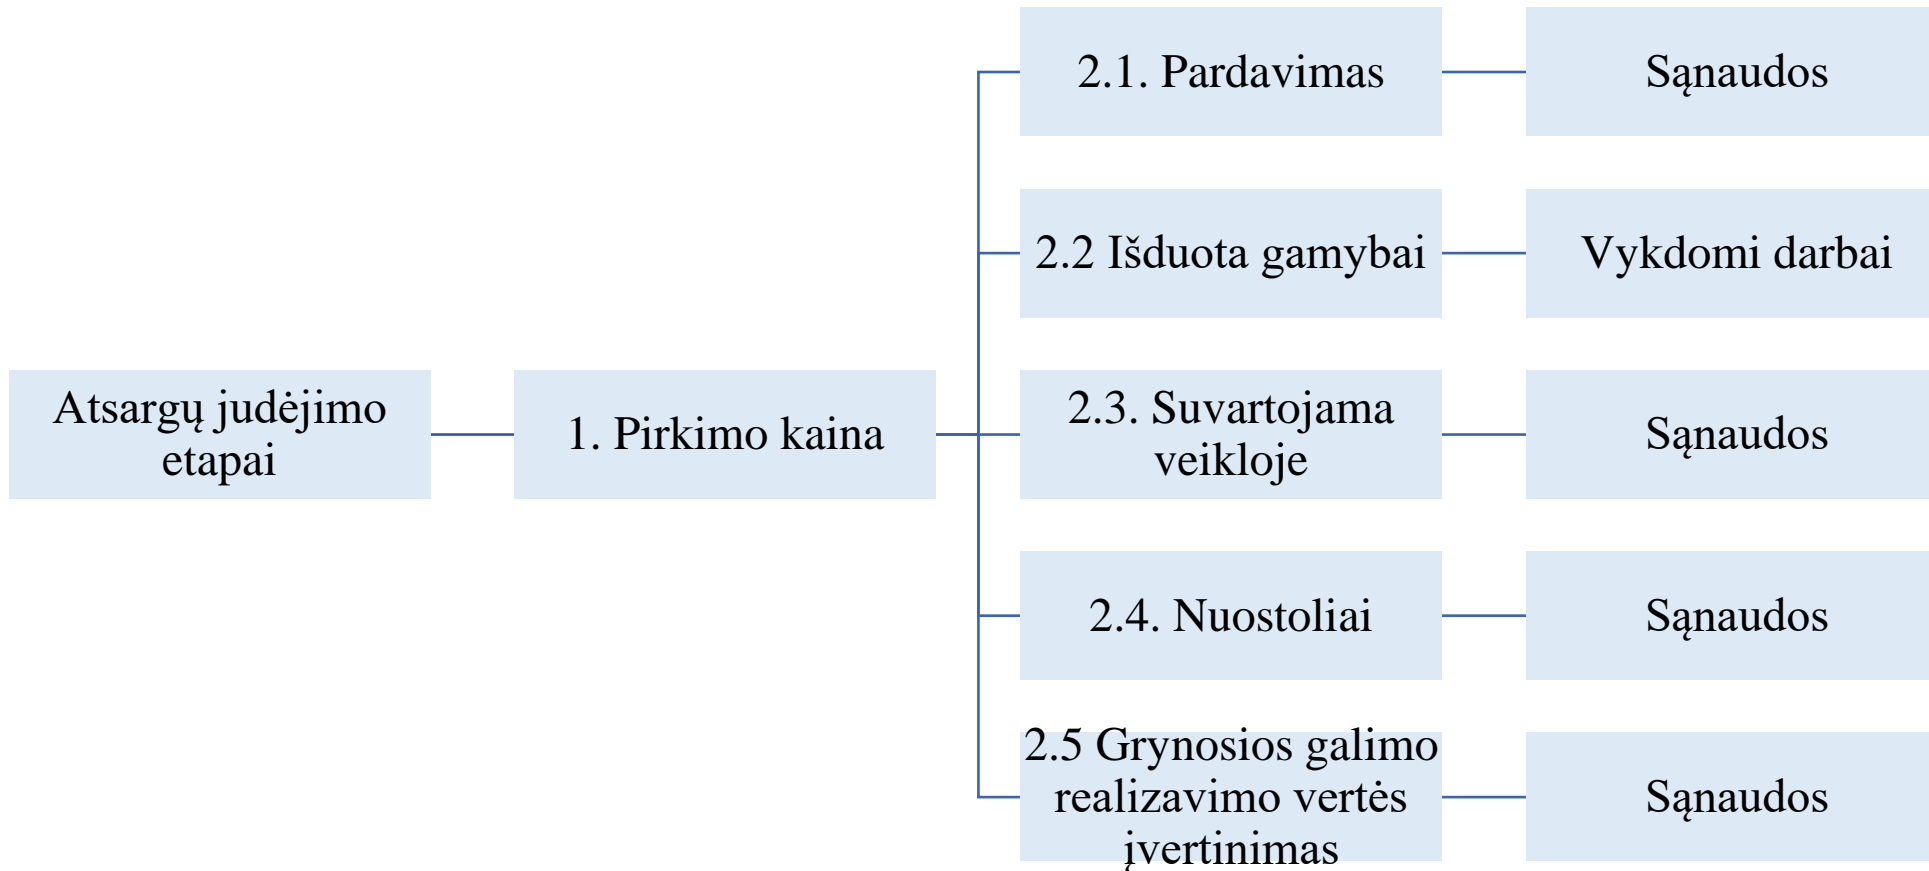 Atsargų judėjimo
etapai
1. Pirkimo kaina
2.1. Pardavimas
Sąnaudos
2.2 Išduota gamybai
Vykdomi darbai
2.3. Suvartojama
veikloje
Sąnaudos
2.4. Nuostoliai
Sąnaudos
2.5 Grynosios galimo
realizavimo vertės
įvertinimas
Sąnaudos